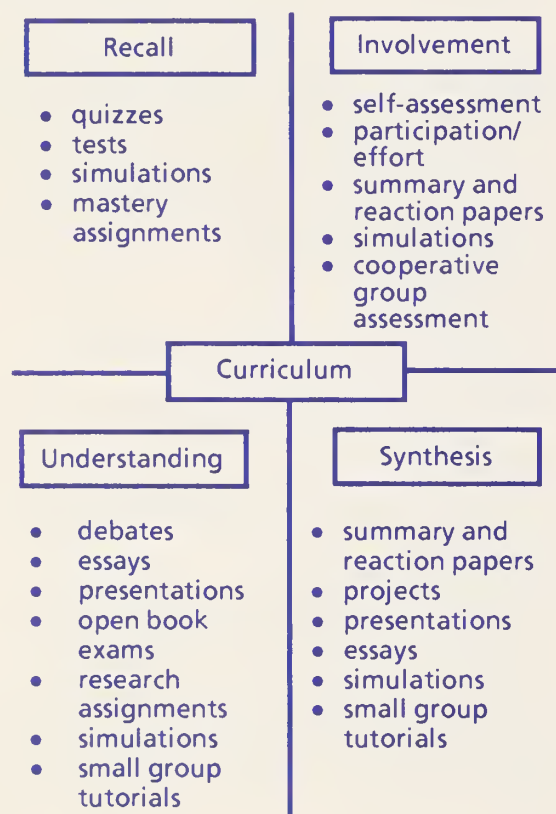 Recall
• quizzes
• tests
• simulations
• mastery
assignments
Involvement
• self-assessment
• participation/
effort
• summary and
reaction papers
• simulations
• cooperative
group
assessment
Curriculum
Understanding
• debates
• essays
• presentations
• open book
exams
• research
assignments
• simulations
• small group
tutorials
Synthesis
• summary and
reaction papers
• projects
• presentations
• essays
• simulations
• small group
tutorials